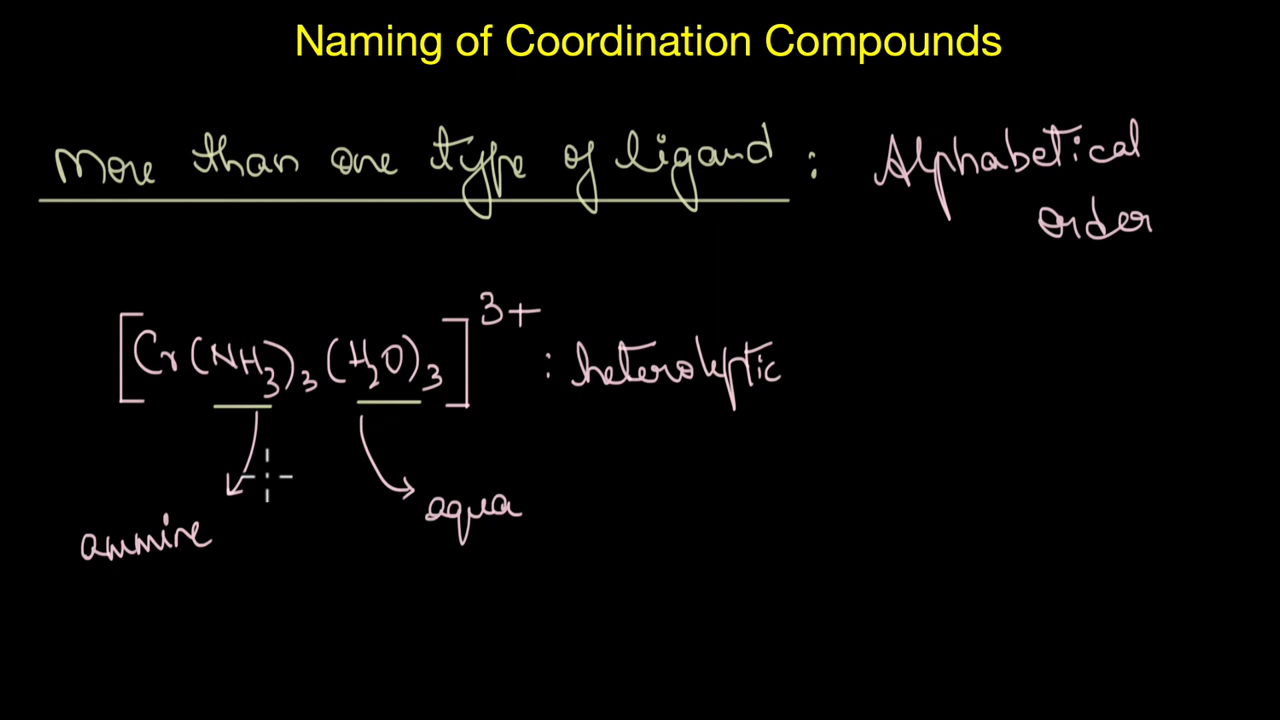 Naming of Coordination Compounds
More than one type of ligand : Alphabetical
order
[Cr(NH₃)₃(H₂O)₃]³⁺ : heteroleptic
aqua
ammine